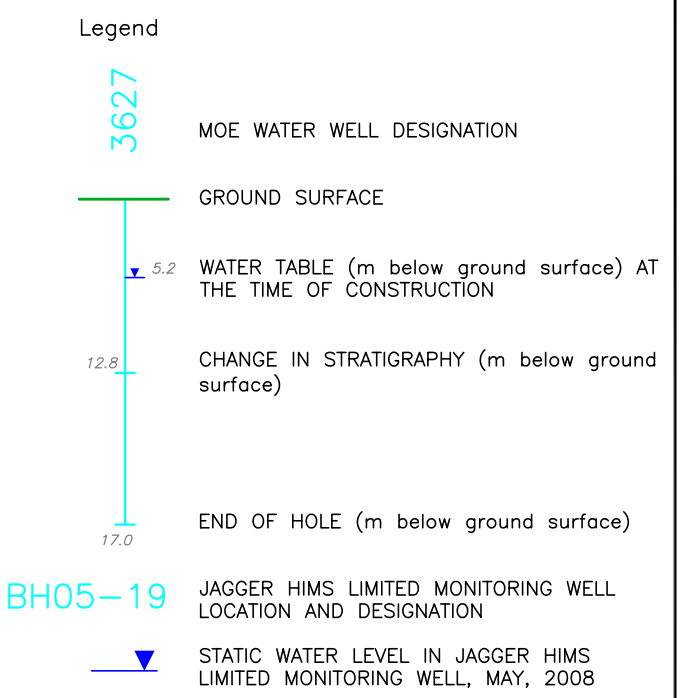 Legend
3627
MOE WATER WELL DESIGNATION
GROUND SURFACE
5.2
WATER TABLE (m below ground surface) AT
THE TIME OF CONSTRUCTION
12.8
CHANGE IN STRATIGRAPHY (m below ground
surface)
END OF HOLE (m below ground surface)
17.0
BH05-19
JAGGER HIMS LIMITED MONITORING WELL
LOCATION AND DESIGNATION
STATIC WATER LEVEL IN JAGGER HIMS
LIMITED MONITORING WELL, MAY, 2008